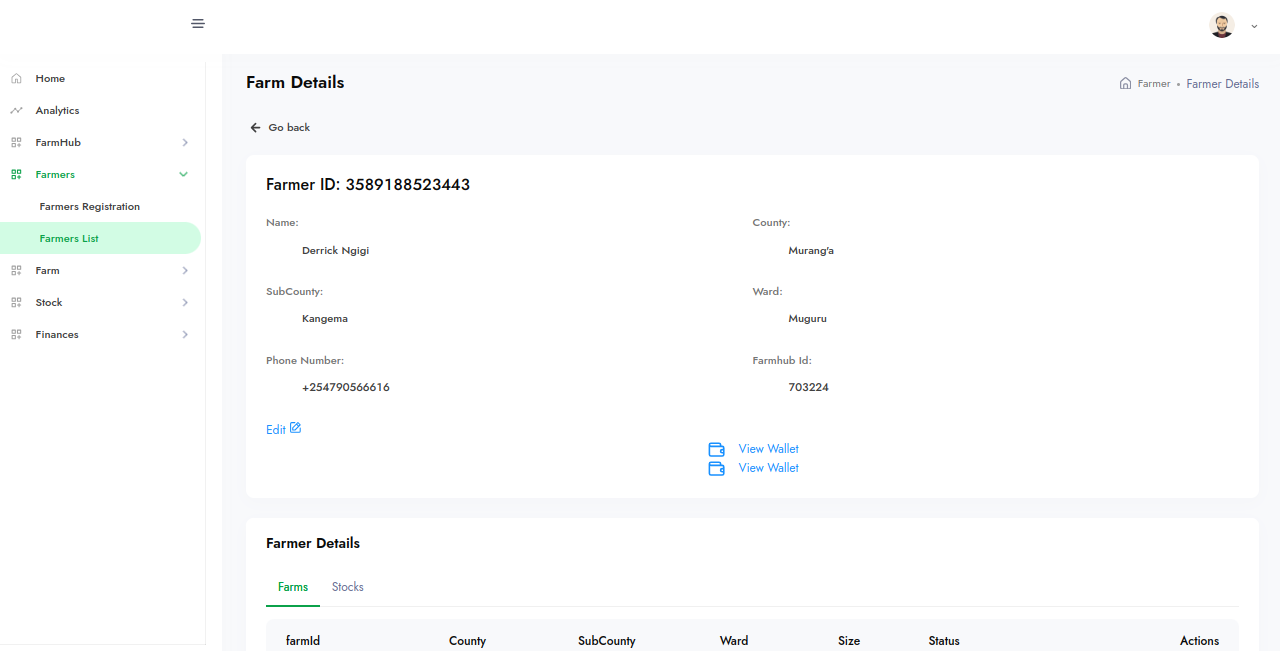 Home
Analytics
FarmHub
Farmers
Farmers Registration
Farmers List
Farm
Stock
Finances
Farm Details
Farmer • Farmer Details
Go back
Farmer ID: 3589188523443
Name: County:
Derrick Ngigi Murang'a
SubCounty: Ward:
Kangema Muguru
Phone Number: Farmhub Id:
+254790566616 703224
Edit
View Wallet
View Wallet
Farmer Details
Farms Stocks
farmId County SubCounty Ward Size Status Actions